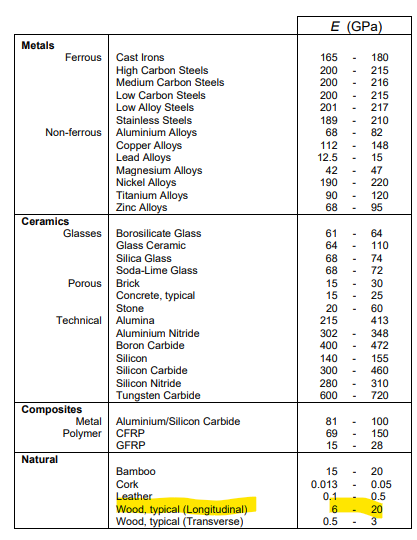 E (GPa)
Metals
Ferrous Cast Irons 165 - 180
High Carbon Steels 200 - 215
Medium Carbon Steels 200 - 216
Low Carbon Steels 200 - 215
Low Alloy Steels 201 - 217
Stainless Steels 189 - 210
Non-ferrous Aluminium Alloys 68 - 82
Copper Alloys 112 - 148
Lead Alloys 12.5 - 15
Magnesium Alloys 42 - 47
Nickel Alloys 190 - 220
Titanium Alloys 90 - 120
Zinc Alloys 68 - 95
Ceramics
Glasses Borosilicate Glass 61 - 64
Glass Ceramic 64 - 110
Silica Glass 68 - 74
Soda-Lime Glass 68 - 72
Porous Brick 15 - 30
Concrete, typical 15 - 25
Stone 20 - 60
Technical Alumina 215 413
Aluminium Nitride 302 - 348
Boron Carbide 400 - 472
Silicon 140 - 155
Silicon Carbide 300 - 460
Silicon Nitride 280 - 310
Tungsten Carbide 600 - 720
Composites
Metal Aluminium/Silicon Carbide 81 - 100
Polymer CFRP 69 - 150
GFRP 15 - 28
Natural
Bamboo 15 - 20
Cork 0.013 - 0.05
Leather 0.1 - 0.5
Wood, typical (Longitudinal) 6 - 20
Wood, typical (Transverse) 0.5 - 3